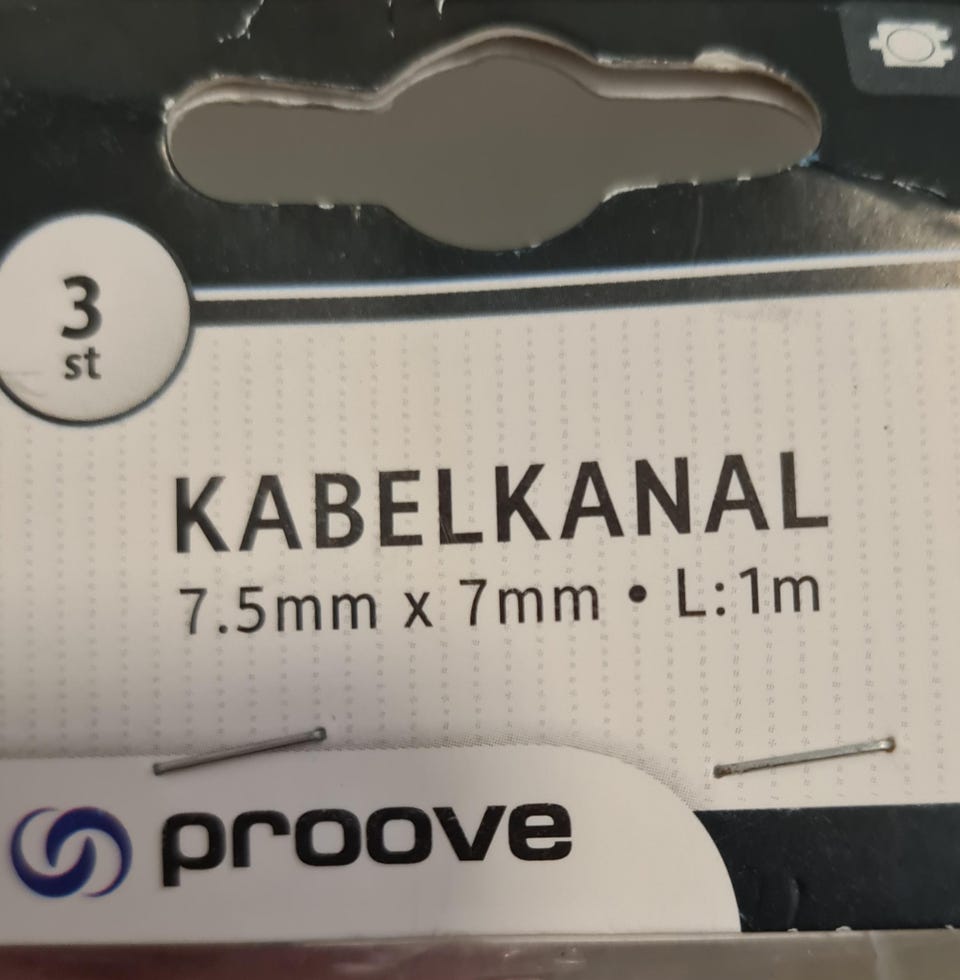 3
st
KABELKANAL
7.5mm x 7mm • L:1m
proove